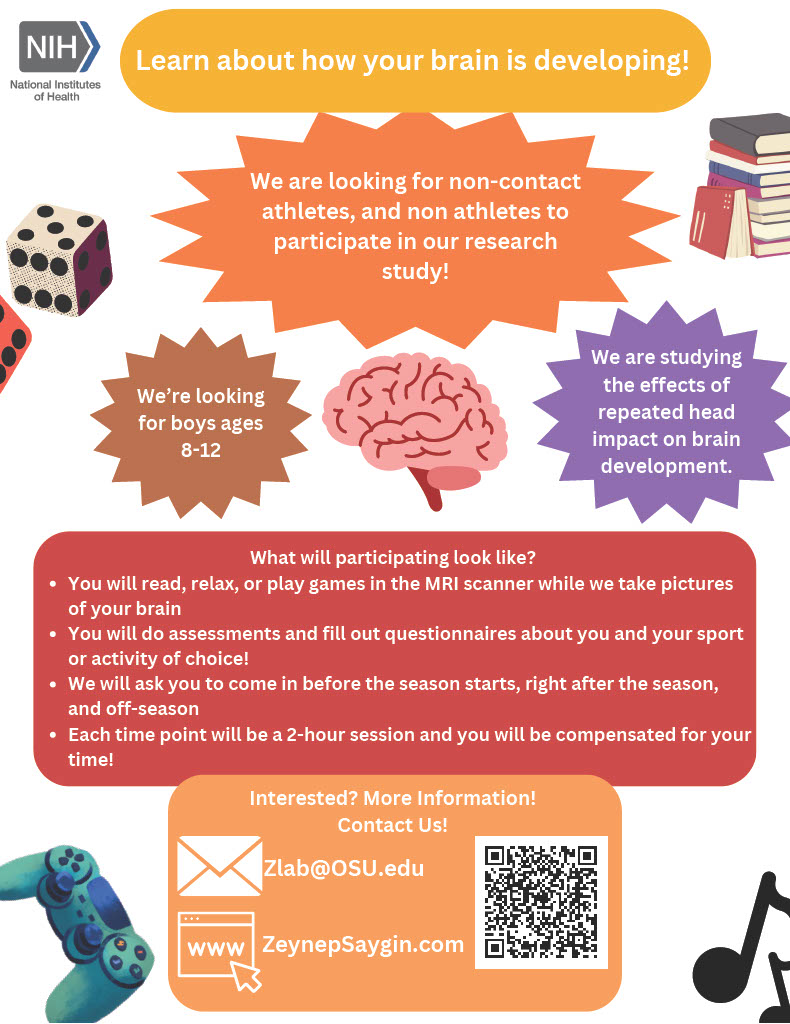 NIH
National Institutes
of Health
Learn about how your brain is developing!
We are looking for non-contact
athletes, and non athletes to
participate in our research
study!
We're looking
for boys ages
8-12
We are studying
the effects of
repeated head
impact on brain
development.
What will participating look like?
• You will read, relax, or play games in the MRI scanner while we take pictures
of your brain
• You will do assessments and fill out questionnaires about you and your sport
or activity of choice!
• We will ask you to come in before the season starts, right after the season,
and off-season
• Each time point will be a 2-hour session and you will be compensated for your
time!
Interested? More Information!
Contact Us!
Zlab@OSU.edu
www
ZeynepSaygin.com